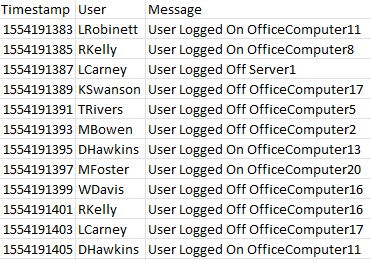 Timestamp User Message
1554191383 LRobinett User Logged On OfficeComputer11
1554191385 RKelly User Logged On OfficeComputer8
1554191387 LCarney User Logged Off Server1
1554191389 KSwanson User Logged Off OfficeComputer17
1554191391 TRivers User Logged Off OfficeComputer5
1554191393 MBowen User Logged Off OfficeComputer2
1554191395 DHawkins User Logged On OfficeComputer13
1554191397 MFoster User Logged On OfficeComputer20
1554191399 WDavis User Logged Off OfficeComputer16
1554191401 RKelly User Logged Off OfficeComputer16
1554191403 LCarney User Logged Off OfficeComputer17
1554191405 DHawkins User Logged On OfficeComputer11